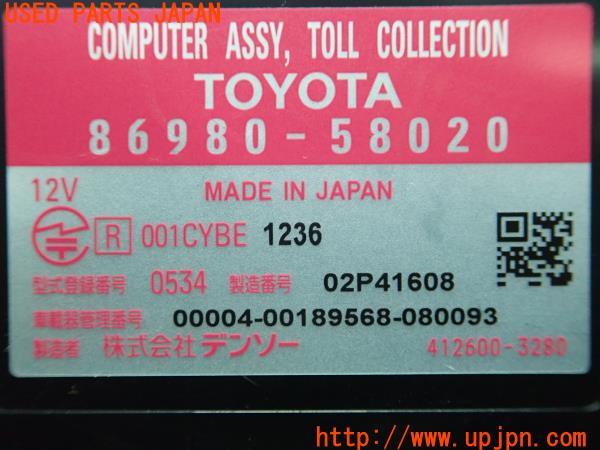 USED PARTS JAPAN
COMPUTER ASSY, TOLL COLLECTION
TOYOTA
86980-58020
12V MADE IN JAPAN
R 001CYBE 1236
型式登録番号 0534 製造番号 02P41608
車載器管理番号 00004-00189568-080093
製造者 株式会社 デンソー 412600-3280
http://www.upjpn.com/